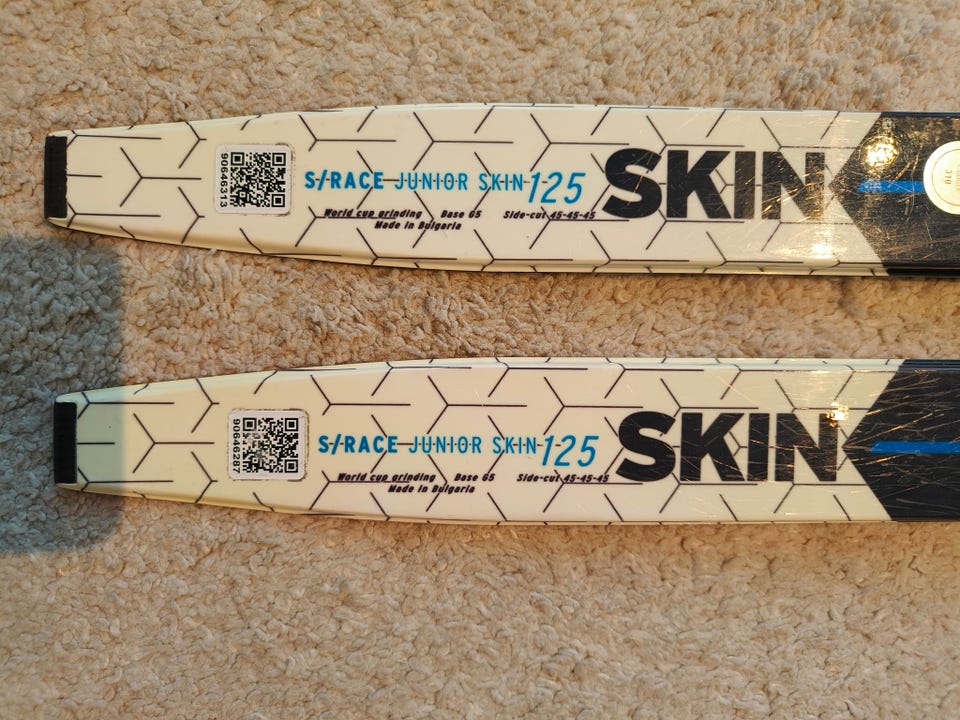 90646313
S/RACE JUNIOR SKIN 125
World cup grinding Base G5 Side-cut 45-45-45
Made in Bulgaria
SKIN
310
90646287
S/RACE JUNIOR SKIN 125
World cup grinding Base G5 Side-cut 45-45-45
Made in Bulgaria
SKIN